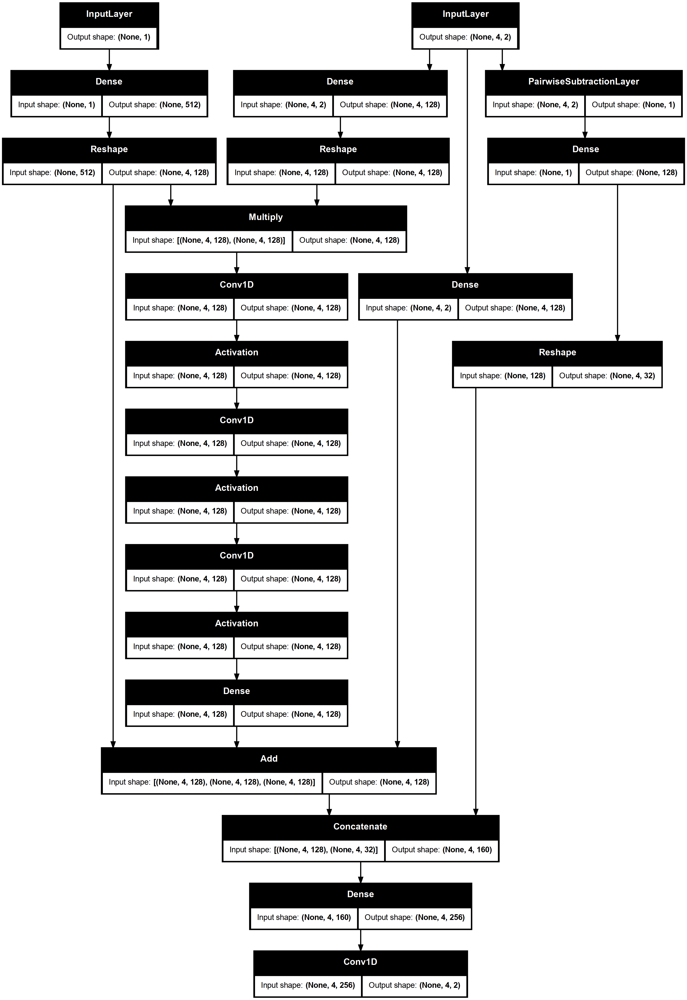 InputLayer
Output shape: (None, 1)
InputLayer
Output shape: (None, 4, 2)
Dense
Input shape: (None, 1) Output shape: (None, 512)
Dense
Input shape: (None, 4, 2) Output shape: (None, 4, 128)
PairwiseSubtractionLayer
Input shape: (None, 4, 2) Output shape: (None, 1)
Reshape
Input shape: (None, 512) Output shape: (None, 4, 128)
Reshape
Input shape: (None, 4, 128) Output shape: (None, 4, 128)
Dense
Input shape: (None, 1) Output shape: (None, 128)
Multiply
Input shape: [(None, 4, 128), (None, 4, 128)] Output shape: (None, 4, 128)
Conv1D
Input shape: (None, 4, 128) Output shape: (None, 4, 128)
Dense
Input shape: (None, 4, 2) Output shape: (None, 4, 128)
Activation
Input shape: (None, 4, 128) Output shape: (None, 4, 128)
Reshape
Input shape: (None, 128) Output shape: (None, 4, 32)
Conv1D
Input shape: (None, 4, 128) Output shape: (None, 4, 128)
Activation
Input shape: (None, 4, 128) Output shape: (None, 4, 128)
Conv1D
Input shape: (None, 4, 128) Output shape: (None, 4, 128)
Activation
Input shape: (None, 4, 128) Output shape: (None, 4, 128)
Dense
Input shape: (None, 4, 128) Output shape: (None, 4, 128)
Add
Input shape: [(None, 4, 128), (None, 4, 128), (None, 4, 128)] Output shape: (None, 4, 128)
Concatenate
Input shape: [(None, 4, 128), (None, 4, 32)] Output shape: (None, 4, 160)
Dense
Input shape: (None, 4, 160) Output shape: (None, 4, 256)
Conv1D
Input shape: (None, 4, 256) Output shape: (None, 4, 2)